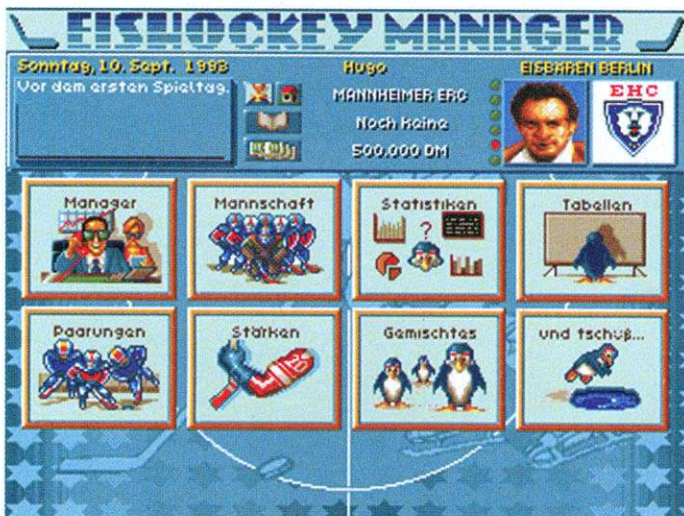 EISHOCKEY MANAGER
Sonntag, 10. Sept. 1993
Hugo
EISBÄREN BERLIN
Vor dem ersten Spieltag.
MANNHEIMER ERC
Noch keine
500.000 DM
EHC
Manager
Mannschaft
Statistiken
Tabellen
?
Paarungen
Stärken
20
Gemischtes
und tschüß...